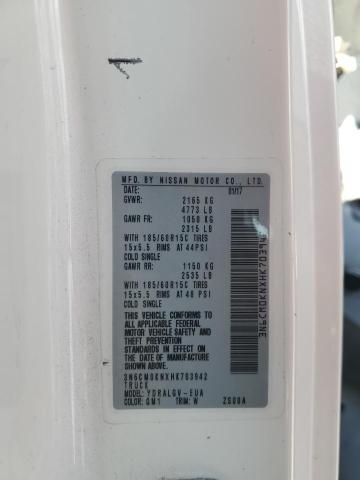 MFD. BY NISSAN MOTOR CO., LTD.
DATE: 01/17
GVWR: 2165 KG
4773 LB
GAWR FR: 1050 KG
2315 LB
WITH 185/60R15C TIRES
15x5.5 RIMS AT 44PSI
COLD SINGLE
GAWR RR: 1150 KG
2535 LB
WITH 185/60R15C TIRES
15x5.5 RIMS AT 48 PSI
COLD SINGLE
THIS VEHICLE CONFORMS TO
ALL APPLICABLE FEDERAL
MOTOR VEHICLE SAFETY AND
THEFT PREVENTION
STANDARDS IN EFFECT ON
THE DATE OF MANUFACTURE
SHOWN ABOVE
3N6CM0KNXHK703942
TRUCK
MODEL: YDRALGV-EUA
COLOR: QM1 TRIM: W 2S00A